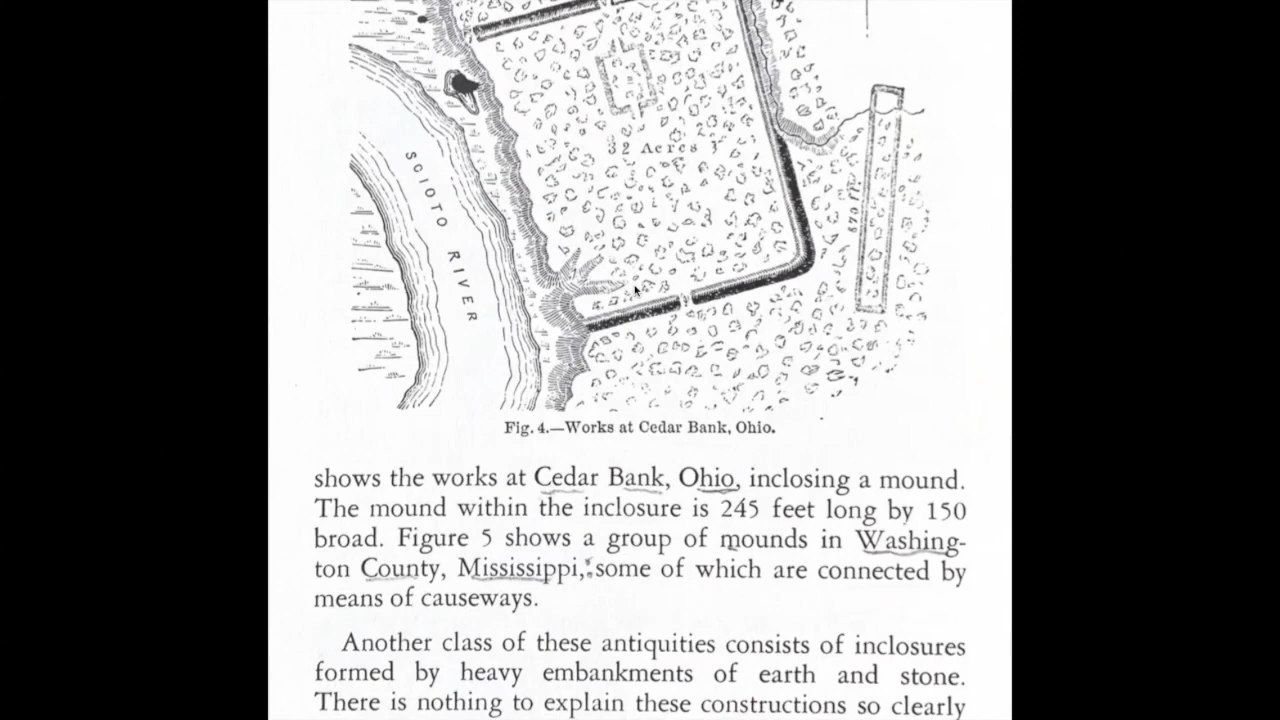 32 Acres
SCIOTO RIVER
870 feet
Fig. 4.—Works at Cedar Bank, Ohio.
shows the works at Cedar Bank, Ohio, inclosing a mound.
The mound within the inclosure is 245 feet long by 150
broad. Figure 5 shows a group of mounds in Washing-
ton County, Mississippi, some of which are connected by
means of causeways.
Another class of these antiquities consists of inclosures
formed by heavy embankments of earth and stone.
There is nothing to explain these constructions so clearly